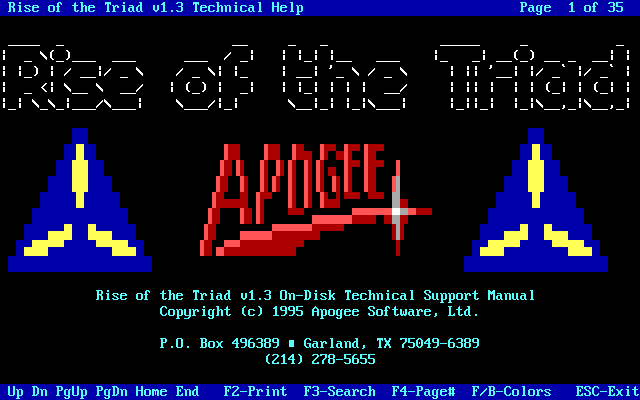 Rise of the Triad v1.3 Technical Help Page 1 of 35
Rise of the Triad
APOGEE
Rise of the Triad v1.3 On-Disk Technical Support Manual
Copyright (c) 1995 Apogee Software, Ltd.
P.O. Box 496389 ■ Garland, TX 75049-6389
(214) 278-5655
Up Dn PgUp PgDn Home End F2-Print F3-Search F4-Page# F/B-Colors ESC-Exit